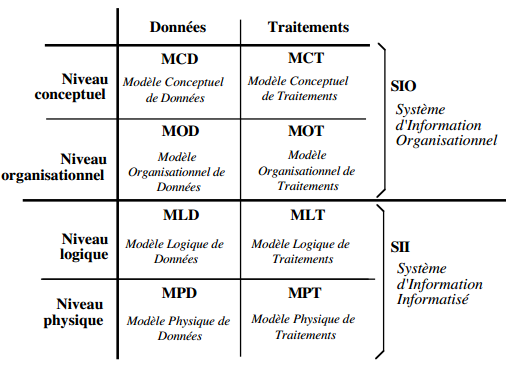 Données Traitements
Niveau
conceptuel
MCD
Modèle Conceptuel
de Données
MCT
Modèle Conceptuel
de Traitements
SIO
Système
d'Information
Organisationnel
Niveau
organisationnel
MOD
Modèle
Organisationnel de
Données
MOT
Modèle
Organisationnel de
Traitements
Niveau
logique
MLD
Modèle Logique de
Données
MLT
Modèle Logique de
Traitements
SII
Système
d'Information
Informatisé
Niveau
physique
MPD
Modèle Physique de
Données
MPT
Modèle Physique de
Traitements